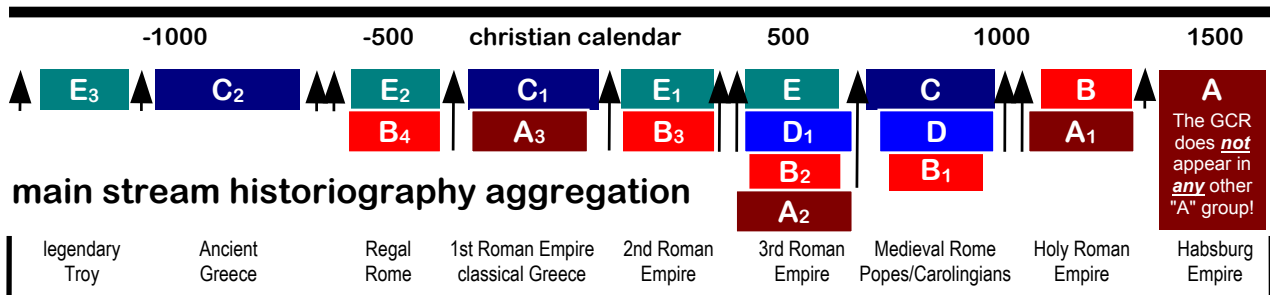 -1000 -500 christian calendar 500 1000 1500
E3 C2 E2 C1 E1 E C B A
B4 A3 B3 D1 D A1
B2 B1
A2
The GCR
does not
appear in
any other
"A" group!
main stream historiography aggregation
legendary Ancient Regal 1st Roman Empire 2nd Roman 3rd Roman Medieval Rome Holy Roman Habsburg
Troy Greece Rome classical Greece Empire Empire Popes/Carolingians Empire Empire